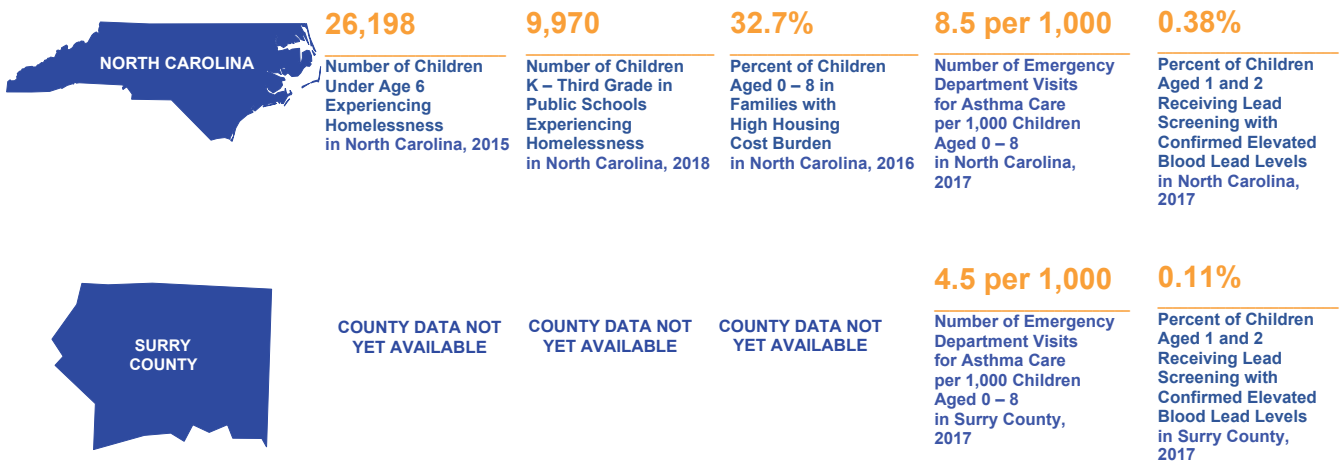 NORTH CAROLINA
26,198
Number of Children
Under Age 6
Experiencing
Homelessness
in North Carolina, 2015
9,970
Number of Children
K – Third Grade in
Public Schools
Experiencing
Homelessness
in North Carolina, 2018
32.7%
Percent of Children
Aged 0 – 8 in
Families with
High Housing
Cost Burden
in North Carolina, 2016
8.5 per 1,000
Number of Emergency
Department Visits
for Asthma Care
per 1,000 Children
Aged 0 – 8
in North Carolina,
2017
0.38%
Percent of Children
Aged 1 and 2
Receiving Lead
Screening with
Confirmed Elevated
Blood Lead Levels
in North Carolina,
2017
SURRY
COUNTY
COUNTY DATA NOT
YET AVAILABLE
COUNTY DATA NOT
YET AVAILABLE
COUNTY DATA NOT
YET AVAILABLE
4.5 per 1,000
Number of Emergency
Department Visits
for Asthma Care
per 1,000 Children
Aged 0 – 8
in Surry County,
2017
0.11%
Percent of Children
Aged 1 and 2
Receiving Lead
Screening with
Confirmed Elevated
Blood Lead Levels
in Surry County,
2017